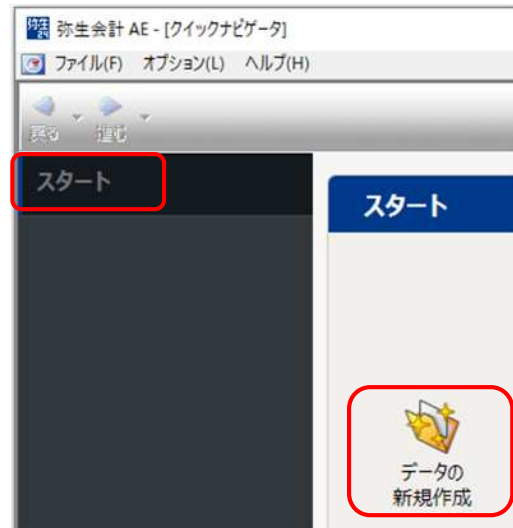 弥生会計 AE - [クイックナビゲータ]
ファイル(F) オプション(L) ヘルプ(H)
戻る 進む
スタート
スタート
データの
新規作成